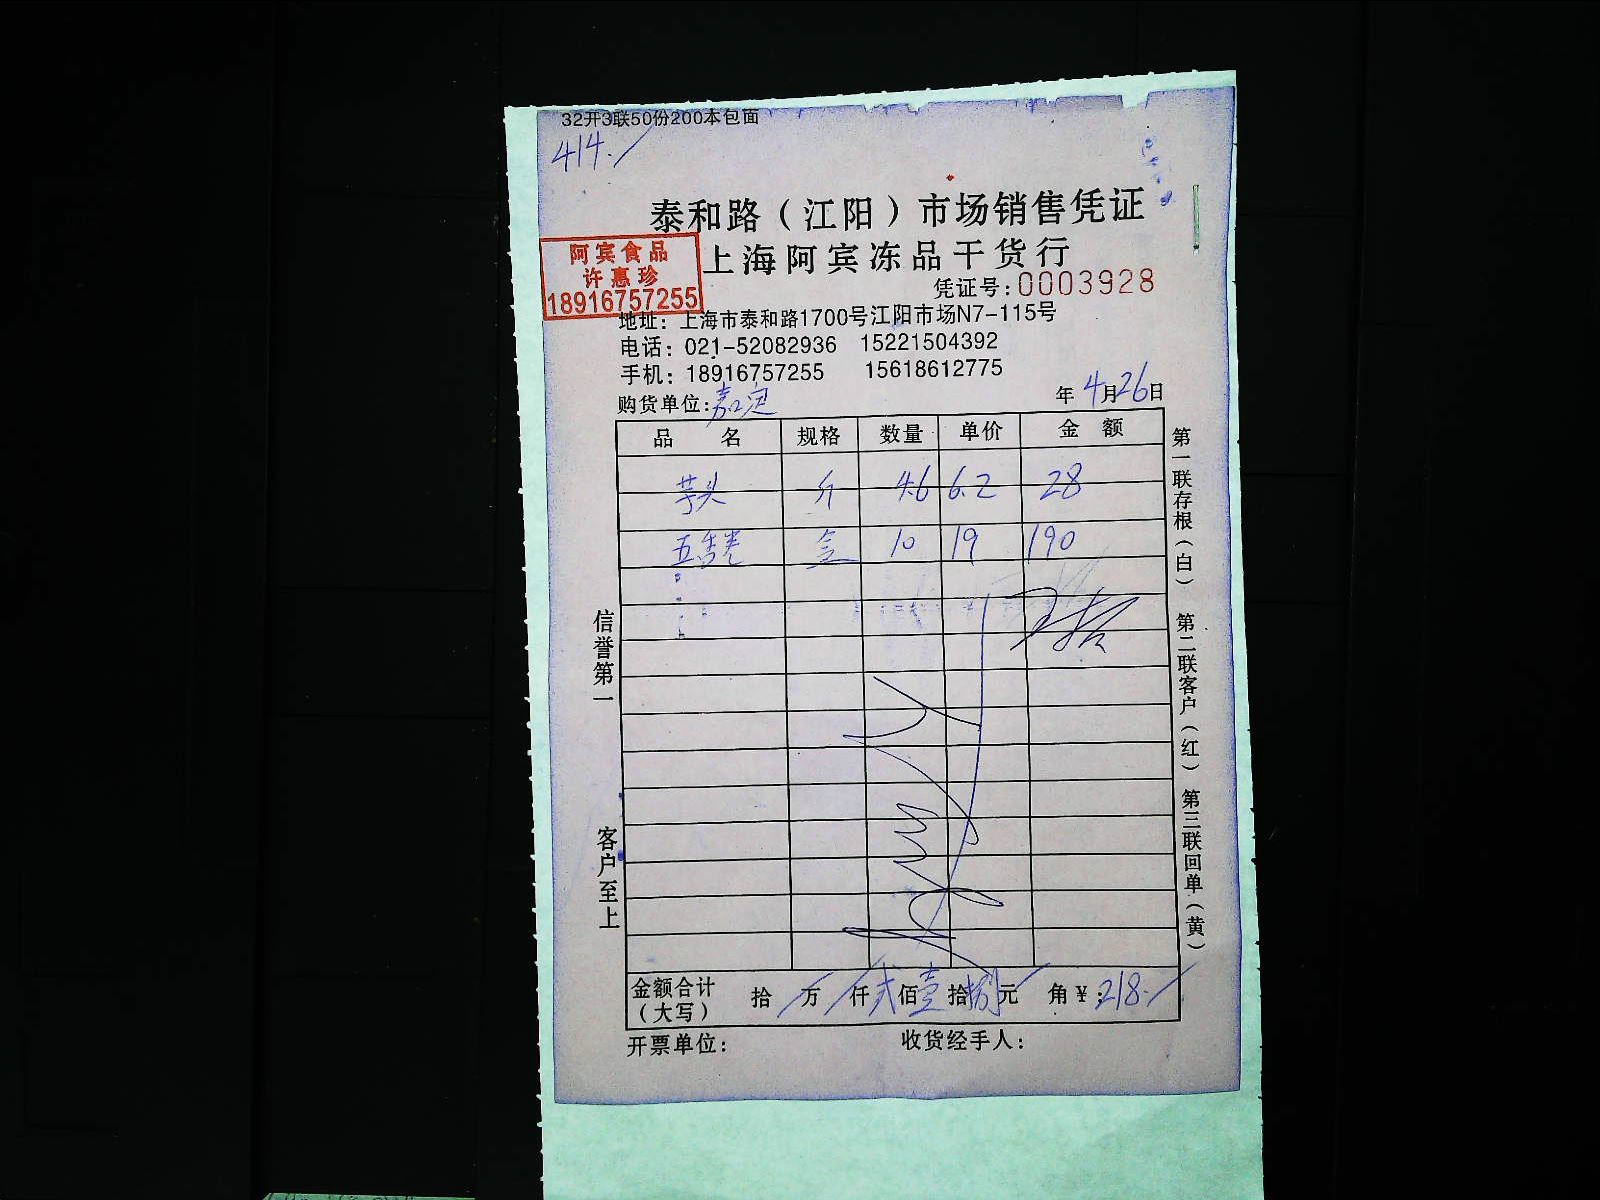 32开3联50份200本包面
414.
泰和路（江阳）市场销售凭证
上海阿宾冻品干货行
阿宾食品
许惠珍
18916757255
凭证号:0003928
地址：上海市泰和路1700号江阳市场N7-115号
电话：021-52082936 15221504392
手机：18916757255 15618612775
购货单位:嘉定
年4月26日
品 名 规格 数量 单价 金 额
芋头 斤 4.6 6.2 28
五香卷 盒 10 19 190
信誉第一
客户至上
第一联存根（白） 第二联客户（红） 第三联回单（黄）
金额合计（大写） 拾 万 仟 贰 佰 壹 拾 捌 元 角 ¥:218.
开票单位: 收货经手人: